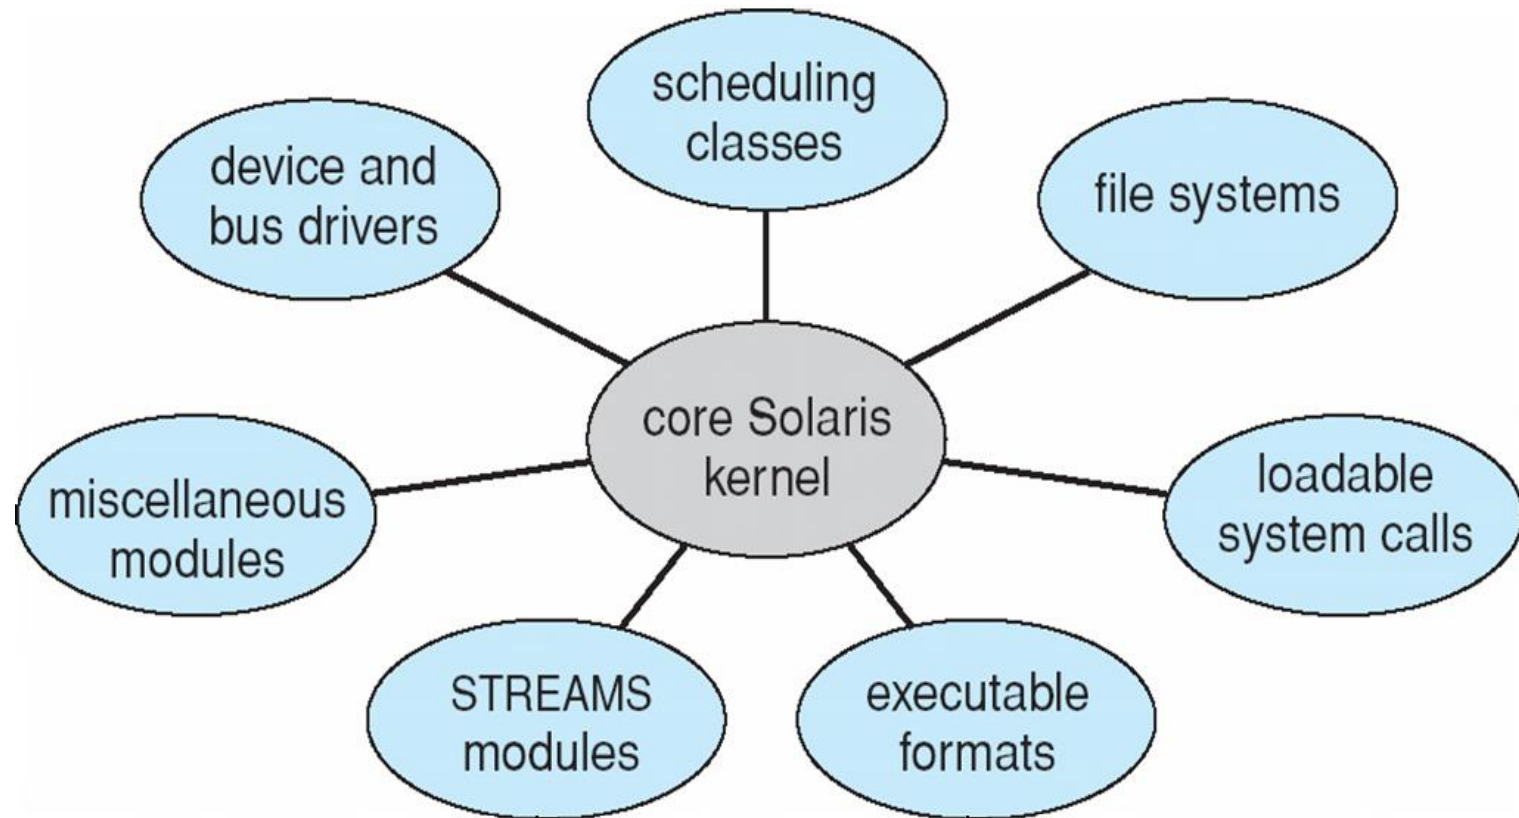 scheduling
classes
device and
bus drivers
file systems
core Solaris
kernel
miscellaneous
modules
loadable
system calls
STREAMS
modules
executable
formats